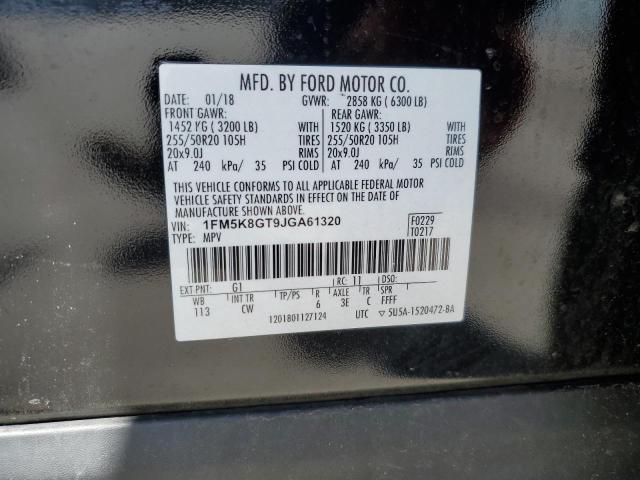 MFD. BY FORD MOTOR CO.
DATE: 01/18 GVWR: 2858 KG ( 6300 LB)
FRONT GAWR: REAR GAWR:
1452 KG ( 3200 LB) WITH 1520 KG ( 3350 LB) WITH
255/50R20 105H TIRES 255/50R20 105H TIRES
20x9.0J RIMS 20x9.0J RIMS
AT 240 kPa/ 35 PSI COLD AT 240 kPa/ 35 PSI COLD
THIS VEHICLE CONFORMS TO ALL APPLICABLE FEDERAL MOTOR
VEHICLE SAFETY STANDARDS IN EFFECT ON THE DATE OF
MANUFACTURE SHOWN ABOVE.
VIN: 1FM5K8GT9JGA61320 F0229
TYPE: MPV T0217
EXT PNT: G1 RC: 11 DSO:
WB INT TR TP/PS R AXLE TR SPR
113 CW 6 3E C FFFF
1201801127124 UTC ▽ 5U5A-1520472-BA